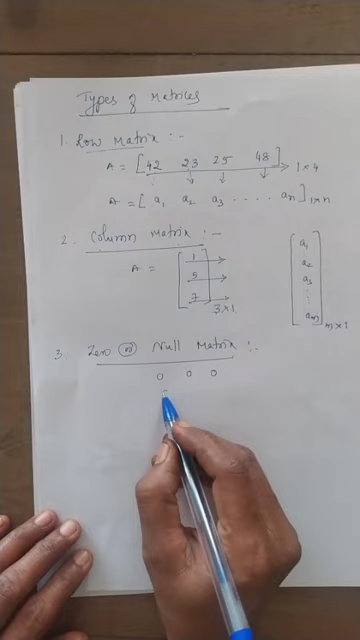 Types of Matrices
1. Row Matrix :-
A = [42 23 25 48] 1×4
A = [ a1 a2 a3 .... an ] 1×n
2. Column Matrix :-
A = [ 1
5
7 ] 3×1
[ a1
a2
a3
⋮
am ] m×1
3. Zero or Null Matrix :-
0 0 0